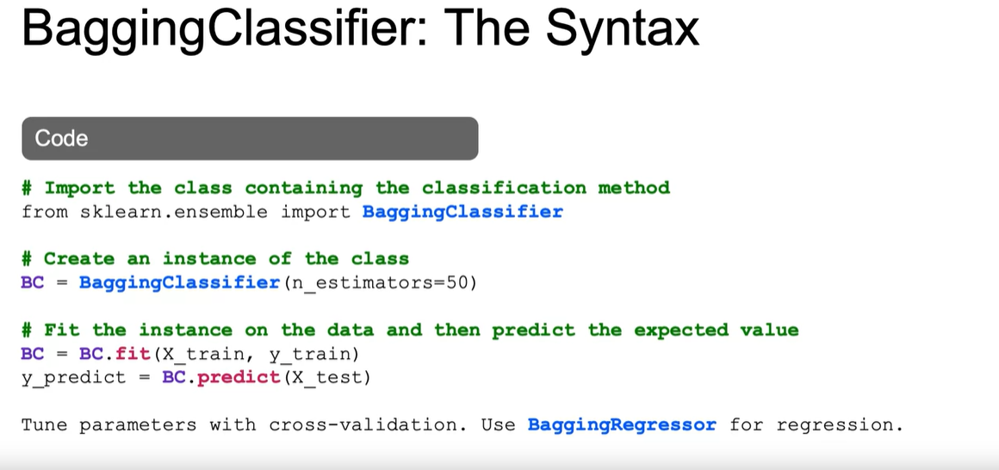 BaggingClassifier: The Syntax
Code
# Import the class containing the classification method
from sklearn.ensemble import BaggingClassifier
# Create an instance of the class
BC = BaggingClassifier(n_estimators=50)
# Fit the instance on the data and then predict the expected value
BC = BC.fit(X_train, y_train)
y_predict = BC.predict(X_test)
Tune parameters with cross-validation. Use BaggingRegressor for regression.